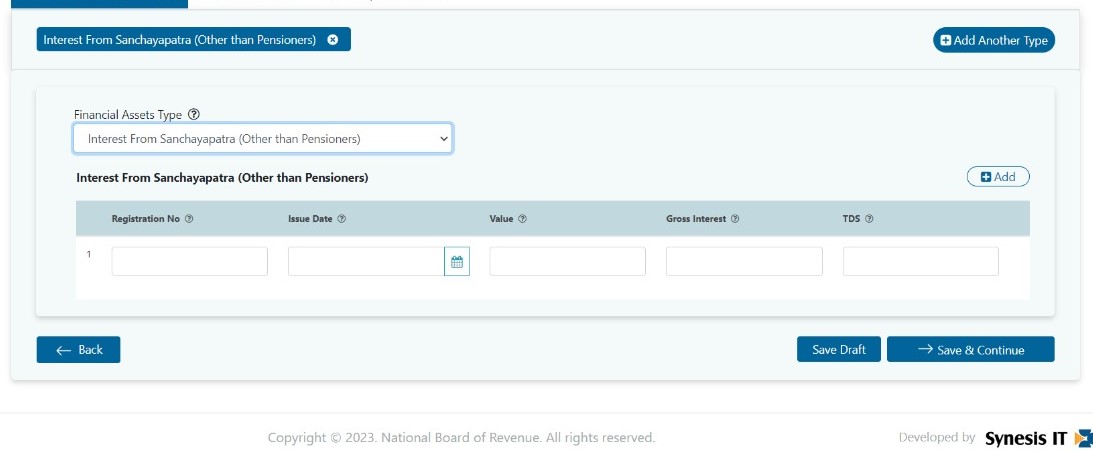 Interest From Sanchayapatra (Other than Pensioners)
Add Another Type
Financial Assets Type
Interest From Sanchayapatra (Other than Pensioners)
Interest From Sanchayapatra (Other than Pensioners)
Add
Registration No Issue Date Value Gross Interest TDS
1
Back
Save Draft
Save & Continue
Copyright © 2023. National Board of Revenue. All rights reserved.
Developed by Synesis IT